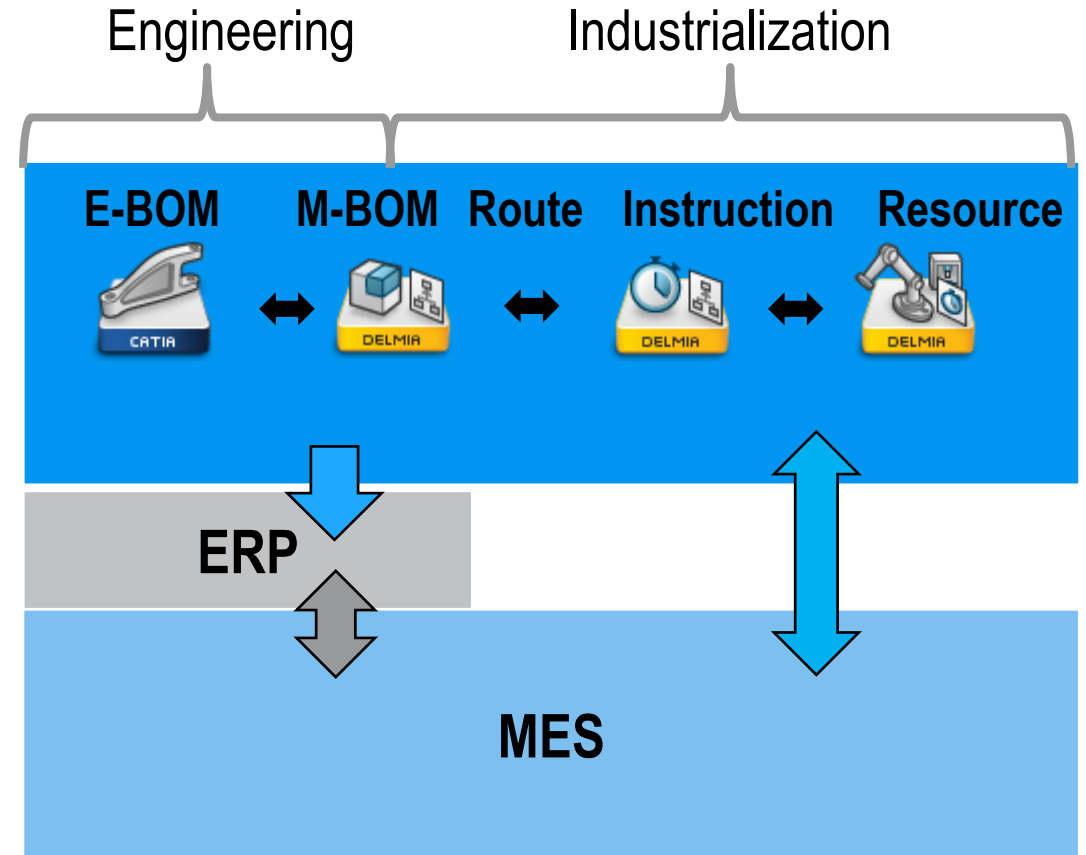 Engineering Industrialization
E-BOM M-BOM Route Instruction Resource
CATIA DELMIA DELMIA DELMIA
ERP
MES